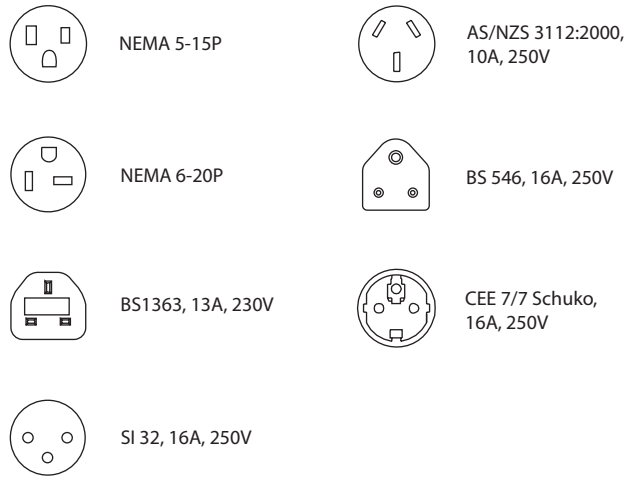 NEMA 5-15P
AS/NZS 3112:2000,
10A, 250V
NEMA 6-20P
BS 546, 16A, 250V
BS1363, 13A, 230V
CEE 7/7 Schuko,
16A, 250V
SI 32, 16A, 250V